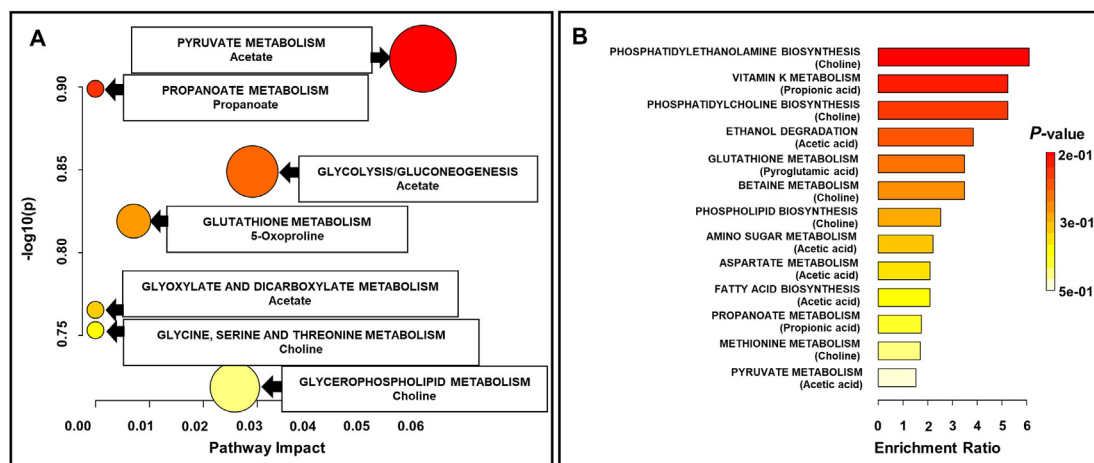 A
PYRUVATE METABOLISM
Acetate
PROPANOATE METABOLISM
Propanoate
GLYCOLYSIS/GLUCONEOGENESIS
Acetate
GLUTATHIONE METABOLISM
5-Oxoproline
GLYOXYLATE AND DICARBOXYLATE METABOLISM
Acetate
GLYCINE, SERINE AND THREONINE METABOLISM
Choline
GLYCEROPHOSPHOLIPID METABOLISM
Choline
-log10(p)
0.90
0.85
0.80
0.75
0.00 0.01 0.02 0.03 0.04 0.05 0.06
Pathway Impact
B
PHOSPHATIDYLETHANOLAMINE BIOSYNTHESIS
(Choline)
VITAMIN K METABOLISM
(Propionic acid)
PHOSPHATIDYLCHOLINE BIOSYNTHESIS
(Choline)
ETHANOL DEGRADATION
(Acetic acid)
GLUTATHIONE METABOLISM
(Pyroglutamic acid)
BETAINE METABOLISM
(Choline)
PHOSPHOLIPID BIOSYNTHESIS
(Choline)
AMINO SUGAR METABOLISM
(Acetic acid)
ASPARTATE METABOLISM
(Acetic acid)
FATTY ACID BIOSYNTHESIS
(Acetic acid)
PROPANOATE METABOLISM
(Propionic acid)
METHIONINE METABOLISM
(Choline)
PYRUVATE METABOLISM
(Acetic acid)
0 1 2 3 4 5 6
Enrichment Ratio
P-value
2e-01
3e-01
5e-01